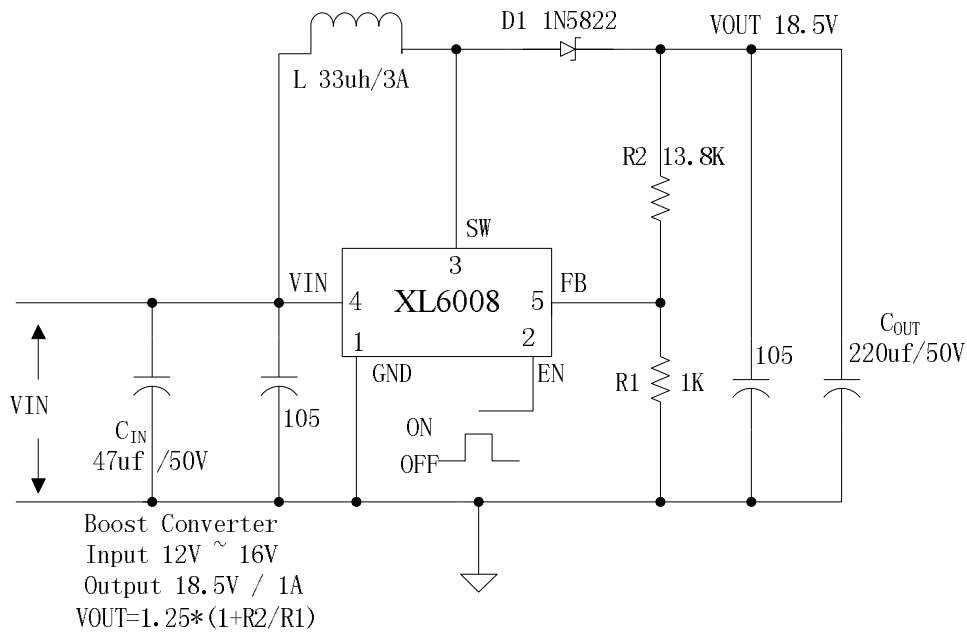 D1 1N5822
VOUT 18.5V
L 33uh/3A
R2 13.8K
SW
3
VIN
4
XL6008
5
FB
1
2
GND
EN
COUT
220uf/50V
105
R1 1K
VIN
CIN
47uf /50V
105
ON
OFF
Boost Converter
Input 12V ~ 16V
Output 18.5V / 1A
VOUT=1.25*(1+R2/R1)